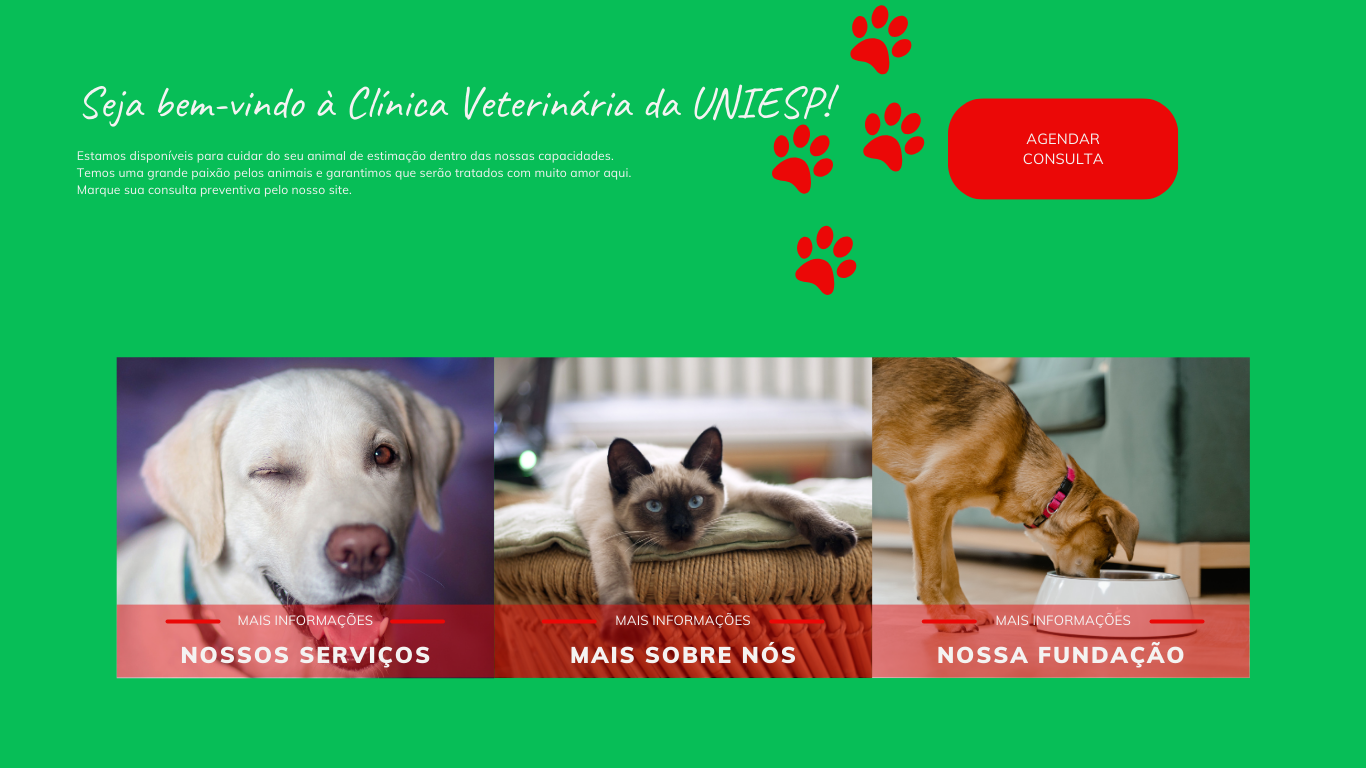 Seja bem-vindo à Clínica Veterinária da UNIESP!
Estamos disponíveis para cuidar do seu animal de estimação dentro das nossas capacidades.
Temos uma grande paixão pelos animais e garantimos que serão tratados com muito amor aqui.
Marque sua consulta preventiva pelo nosso site.
AGENDAR
CONSULTA
MAIS INFORMAÇÕES
NOSSOS SERVIÇOS
MAIS INFORMAÇÕES
MAIS SOBRE NÓS
MAIS INFORMAÇÕES
NOSSA FUNDAÇÃO